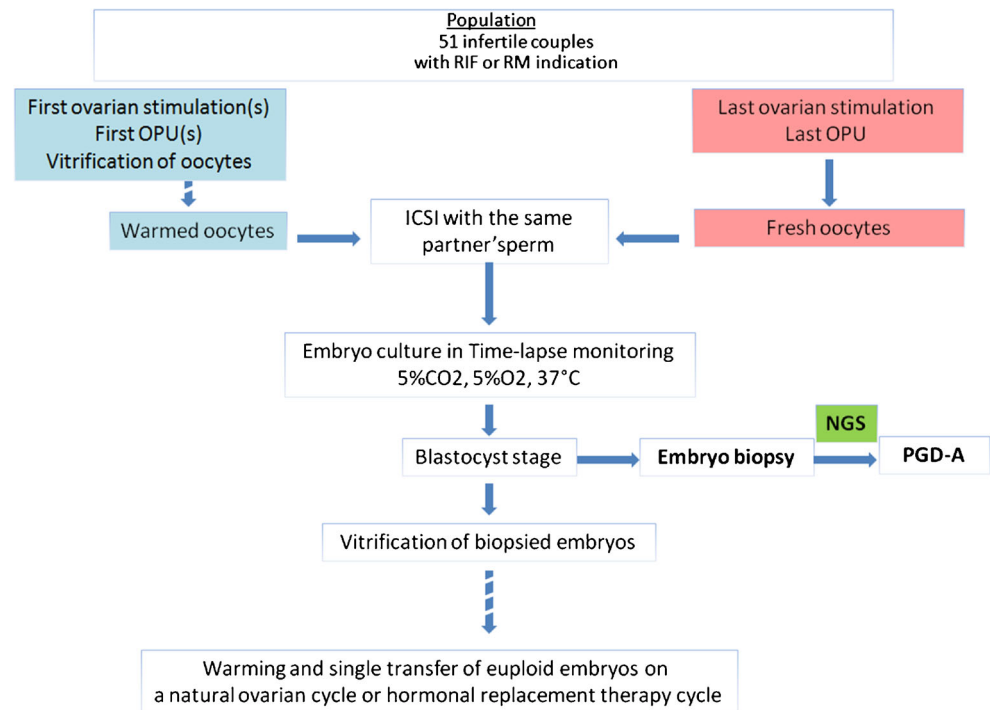 Population
51 infertile couples
with RIF or RM indication
First ovarian stimulation(s)
First OPU(s)
Vitrification of oocytes
Last ovarian stimulation
Last OPU
Warmed oocytes
ICSI with the same
partner'sperm
Fresh oocytes
Embryo culture in Time-lapse monitoring
5%CO2, 5%O2, 37°C
NGS
Blastocyst stage
Embryo biopsy
PGD-A
Vitrification of biopsied embryos
Warming and single transfer of euploid embryos on
a natural ovarian cycle or hormonal replacement therapy cycle